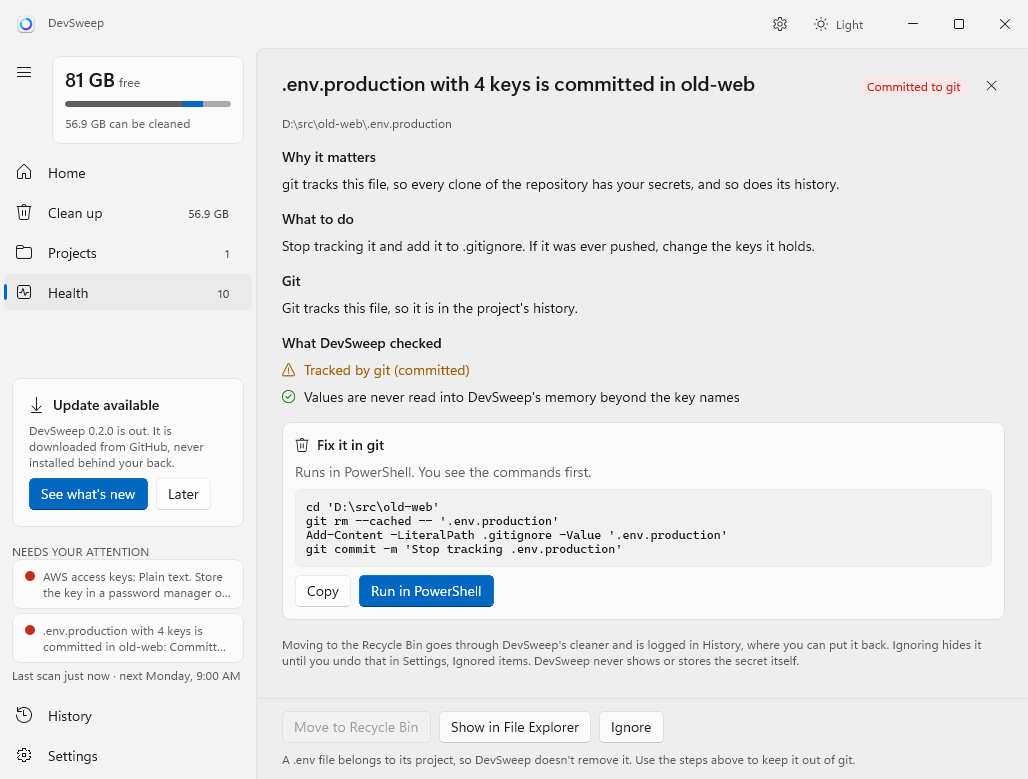 DevSweep
Light
81 GB free
56.9 GB can be cleaned
Home
Clean up 56.9 GB
Projects 1
Health 10
Update available
DevSweep 0.2.0 is out. It is
downloaded from GitHub, never
installed behind your back.
See what's new Later
NEEDS YOUR ATTENTION
AWS access keys: Plain text. Store
the key in a password manager o...
.env.production with 4 keys is
committed in old-web: Committ...
Last scan just now · next Monday, 9:00 AM
History
Settings
.env.production with 4 keys is committed in old-web
Committed to git
D:\src\old-web\.env.production
Why it matters
git tracks this file, so every clone of the repository has your secrets, and so does its history.
What to do
Stop tracking it and add it to .gitignore. If it was ever pushed, change the keys it holds.
Git
Git tracks this file, so it is in the project's history.
What DevSweep checked
Tracked by git (committed)
Values are never read into DevSweep's memory beyond the key names
Fix it in git
Runs in PowerShell. You see the commands first.
cd 'D:\src\old-web'
git rm --cached -- '.env.production'
Add-Content -LiteralPath .gitignore -Value '.env.production'
git commit -m 'Stop tracking .env.production'
Copy Run in PowerShell
Moving to the Recycle Bin goes through DevSweep's cleaner and is logged in History, where you can put it back. Ignoring hides it
until you undo that in Settings, Ignored items. DevSweep never shows or stores the secret itself.
Move to Recycle Bin Show in File Explorer Ignore
A .env file belongs to its project, so DevSweep doesn't remove it. Use the steps above to keep it out of git.